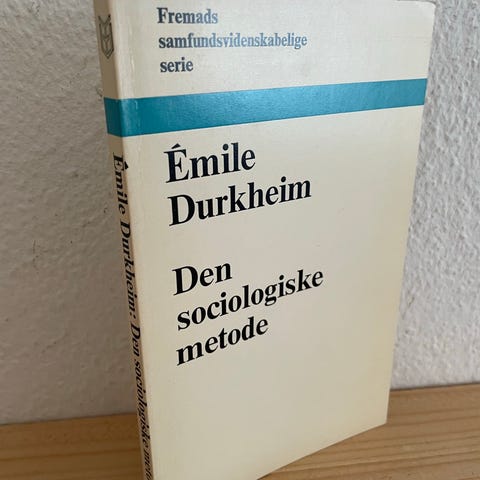 Fremads
samfundsvidenskabelige
serie
Émile
Durkheim
Den
sociologiske
metode
Émile Durkheim: Den sociologiske